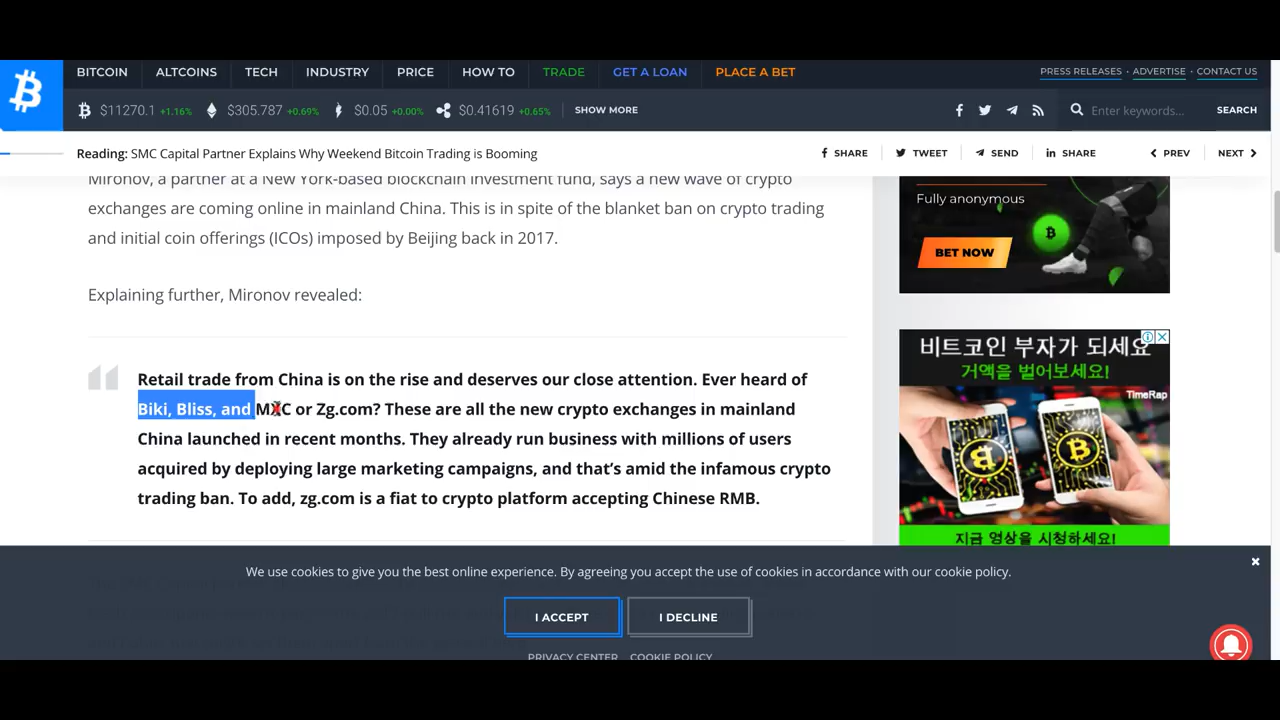 BITCOIN ALTCOINS TECH INDUSTRY PRICE HOW TO TRADE GET A LOAN PLACE A BET PRESS RELEASES · ADVERTISE · CONTACT US
$11270.1 +1.16% $305.787 +0.69% $0.05 +0.00% $0.41619 +0.65% SHOW MORE Enter keywords... SEARCH
Reading: SMC Capital Partner Explains Why Weekend Bitcoin Trading is Booming SHARE TWEET SEND SHARE PREV NEXT
Mironov, a partner at a New York-based blockchain investment fund, says a new wave of crypto
exchanges are coming online in mainland China. This is in spite of the blanket ban on crypto trading
and initial coin offerings (ICOs) imposed by Beijing back in 2017.
Explaining further, Mironov revealed:
Retail trade from China is on the rise and deserves our close attention. Ever heard of
Biki, Bliss, and MXC or Zg.com? These are all the new crypto exchanges in mainland
China launched in recent months. They already run business with millions of users
acquired by deploying large marketing campaigns, and that's amid the infamous crypto
trading ban. To add, zg.com is a fiat to crypto platform accepting Chinese RMB.
Fully anonymous
BET NOW
비트코인 부자가 되세요
거액을 벌어보세요!
TimeRap
지금 영상을 시청하세요!
We use cookies to give you the best online experience. By agreeing you accept the use of cookies in accordance with our cookie policy.
I ACCEPT I DECLINE
PRIVACY CENTER COOKIE POLICY